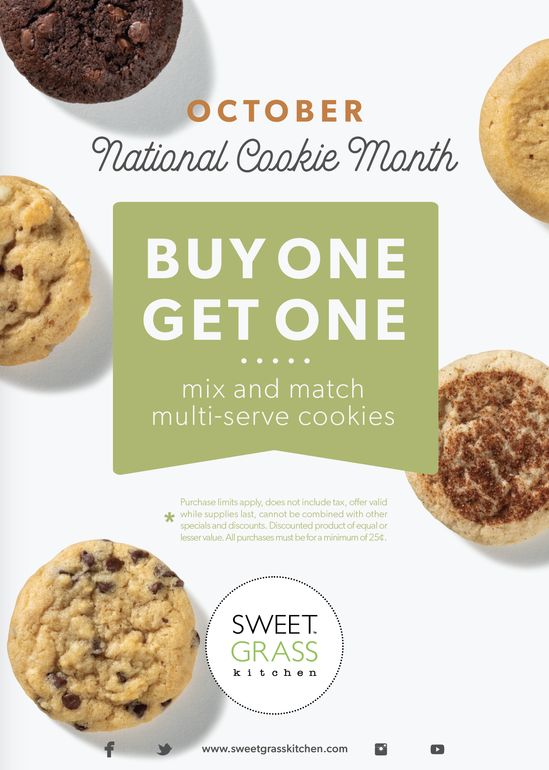 OCTOBER
National Cookie Month
BUY ONE
GET ONE
mix and match
multi-serve cookies
* Purchase limits apply, does not include tax, offer valid
while supplies last, cannot be combined with other
specials and discounts. Discounted product of equal or
lesser value. All purchases must be for a minimum of 25¢.
SWEET™
GRASS
kitchen
www.sweetgrasskitchen.com